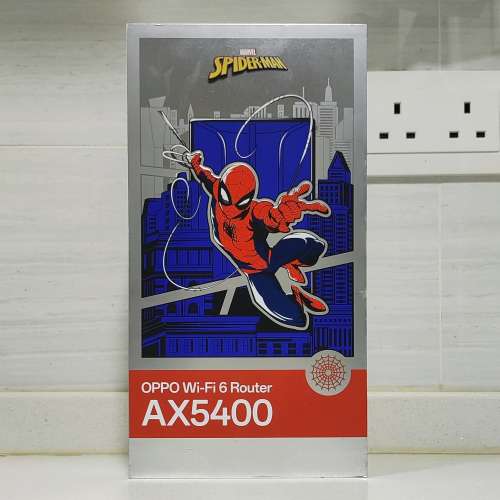 MARVEL
SPIDER-MAN
OPPO Wi-Fi 6 Router
AX5400